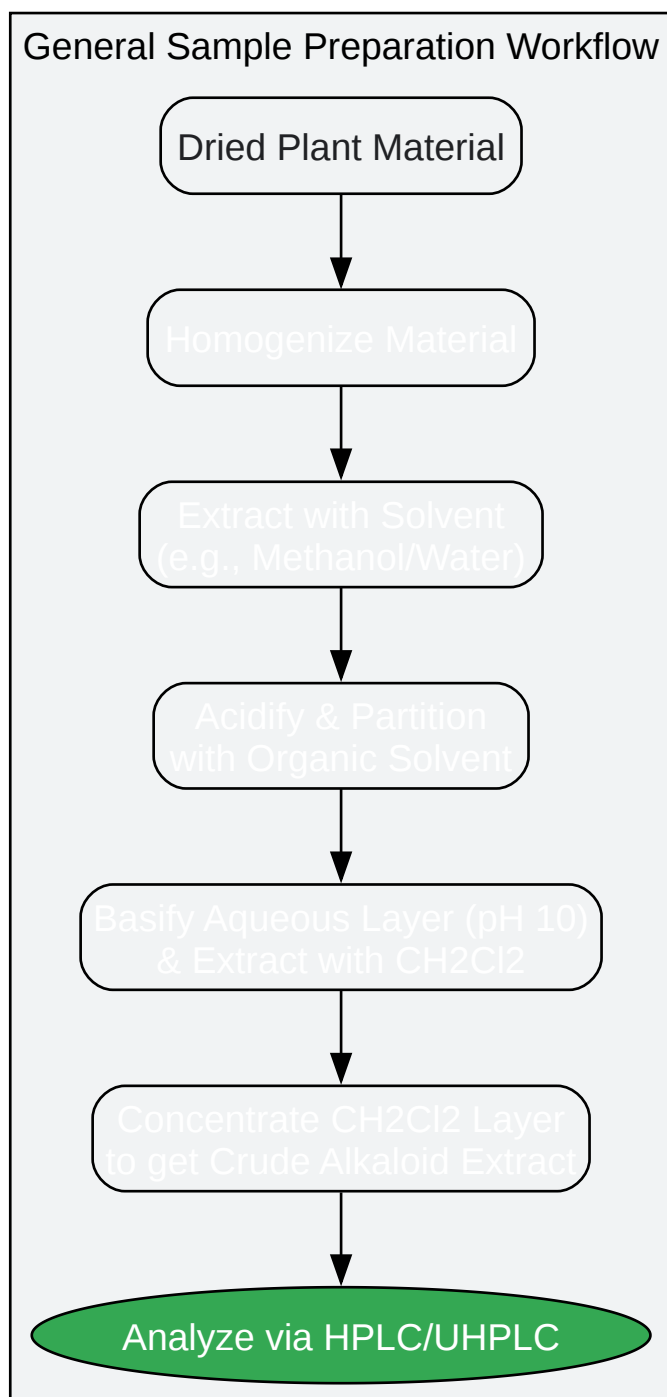 General Sample Preparation Workflow
Dried Plant Material
Homogenize Material
Extract with Solvent
(e.g., Methanol/Water)
Acidify & Partition
with Organic Solvent
Basify Aqueous Layer (pH 10)
& Extract with CH2Cl2
Concentrate CH2Cl2 Layer
to get Crude Alkaloid Extract
Analyze via HPLC/UHPLC